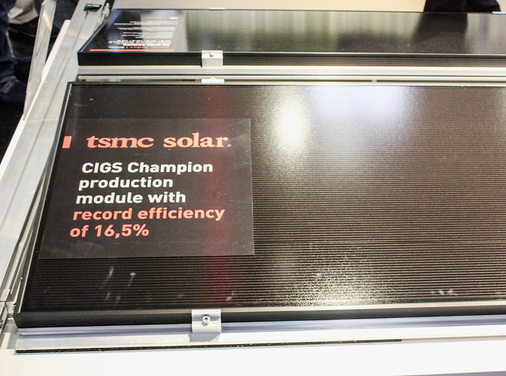 tsmc solar.
CIGS Champion
production
module with
record efficiency
of 16,5%